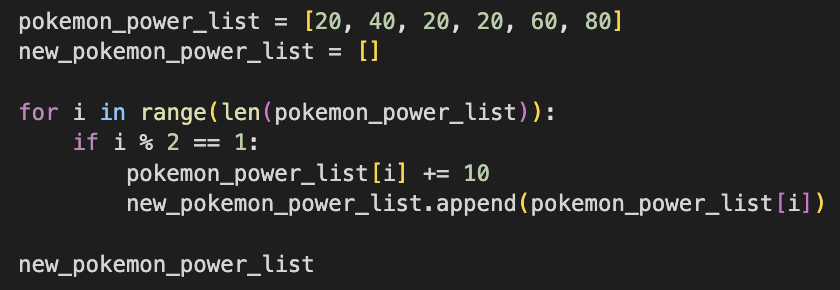 pokemon_power_list = [20, 40, 20, 20, 60, 80]
new_pokemon_power_list = []

for i in range(len(pokemon_power_list)):
    if i % 2 == 1:
        pokemon_power_list[i] += 10
        new_pokemon_power_list.append(pokemon_power_list[i])

new_pokemon_power_list